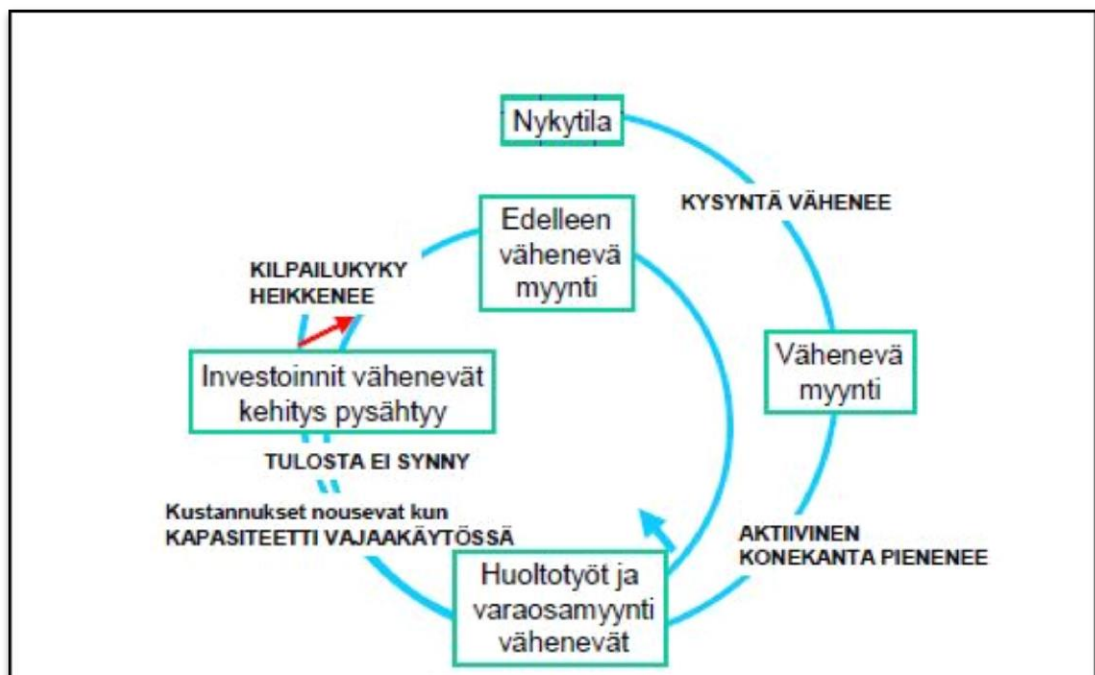 Nykytila
KYSYNTÄ VÄHENEE
Edelleen
vähenevä
myynti
KILPAILUKYKY
HEIKKENEE
Vähenevä
myynti
Investoinnit vähenevät
kehitys pysähtyy
TULOSTA EI SYNNY
Kustannukset nousevat kun
KAPASITEETTI VAJAAKÄYTÖSSÄ
AKTIIVINEN
KONEKANTA PIENENEE
Huoltotyöt ja
varaosamyynti
vähenevät